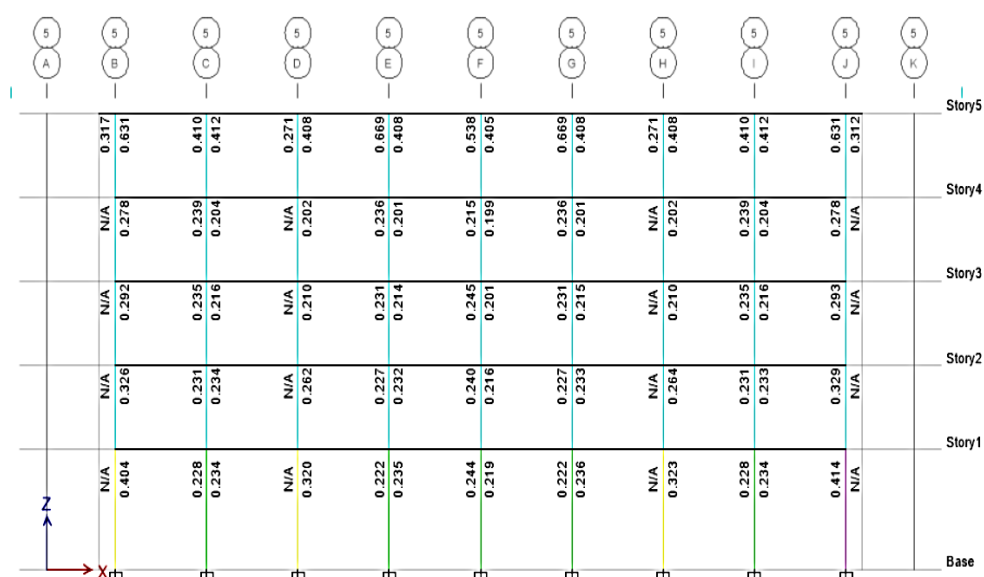 5 5 5 5 5 5 5 5 5 5 5
A B C D E F G H I J K
Story5
0.317 0.631 0.410 0.412 0.271 0.408 0.669 0.408 0.538 0.405 0.669 0.408 0.271 0.408 0.410 0.412 0.631 0.312
Story4
N/A 0.278 0.239 0.204 N/A 0.202 0.236 0.201 0.215 0.199 0.236 0.201 N/A 0.202 0.239 0.204 0.278 N/A
Story3
N/A 0.292 0.235 0.216 N/A 0.210 0.231 0.214 0.245 0.201 0.231 0.215 N/A 0.210 0.235 0.216 0.293 N/A
Story2
N/A 0.326 0.231 0.234 N/A 0.262 0.227 0.232 0.240 0.216 0.227 0.233 N/A 0.264 0.231 0.233 0.329 N/A
Story1
N/A 0.404 0.228 0.234 N/A 0.320 0.222 0.235 0.244 0.219 0.222 0.236 N/A 0.323 0.228 0.234 0.414 N/A
Z
Base
X